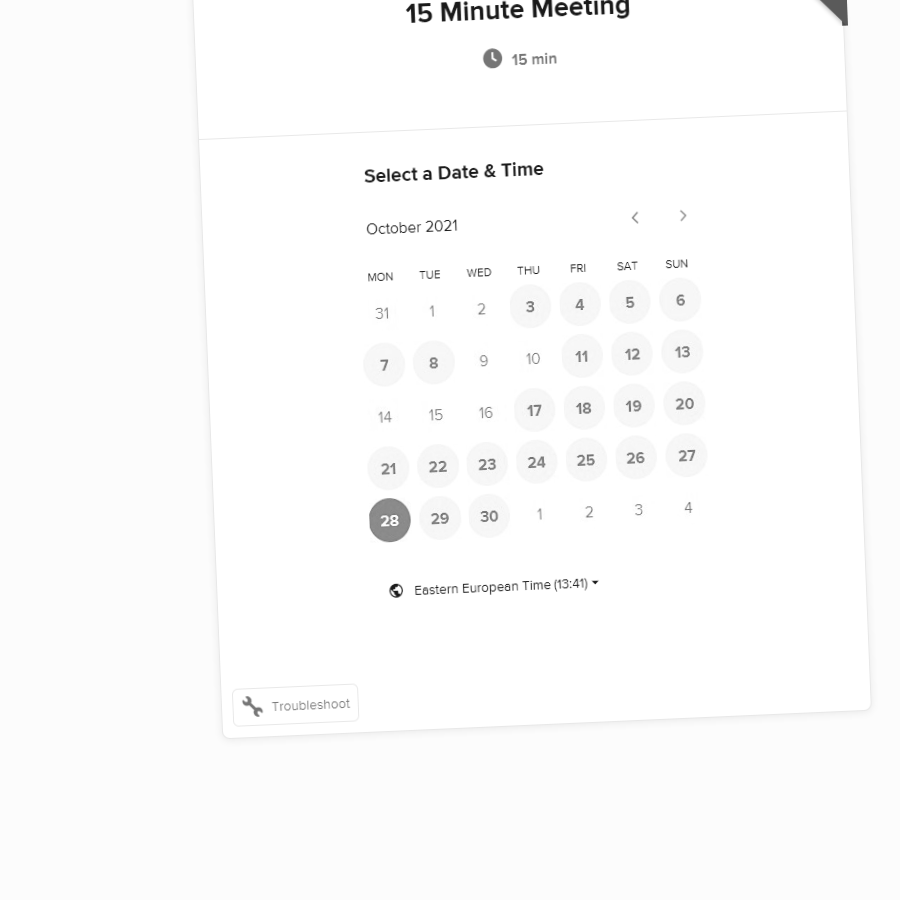 15 Minute Meeting
15 min
Select a Date & Time
October 2021
MON TUE WED THU FRI SAT SUN
31 1 2 3 4 5 6
7 8 9 10 11 12 13
14 15 16 17 18 19 20
21 22 23 24 25 26 27
28 29 30 1 2 3 4
Eastern European Time (13:41)
Troubleshoot